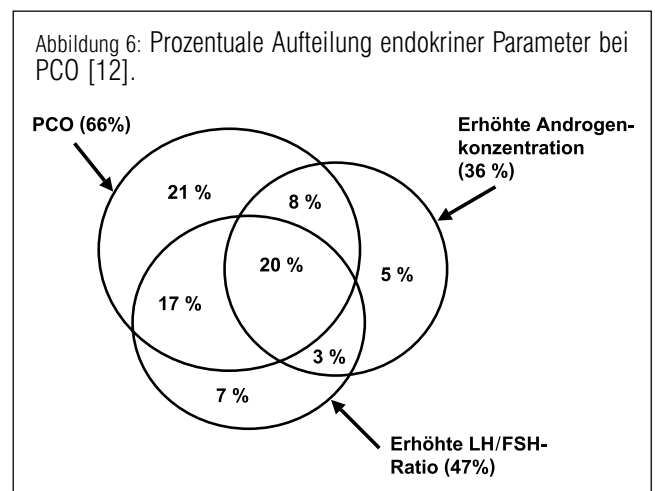 Abbildung 6: Prozentuale Aufteilung endokriner Parameter bei
PCO [12].
PCO (66%)
Erhöhte Androgen-
konzentration
(36 %)
21 %
8 %
20 %
5 %
17 %
3 %
7 %
Erhöhte LH/FSH-
Ratio (47%)